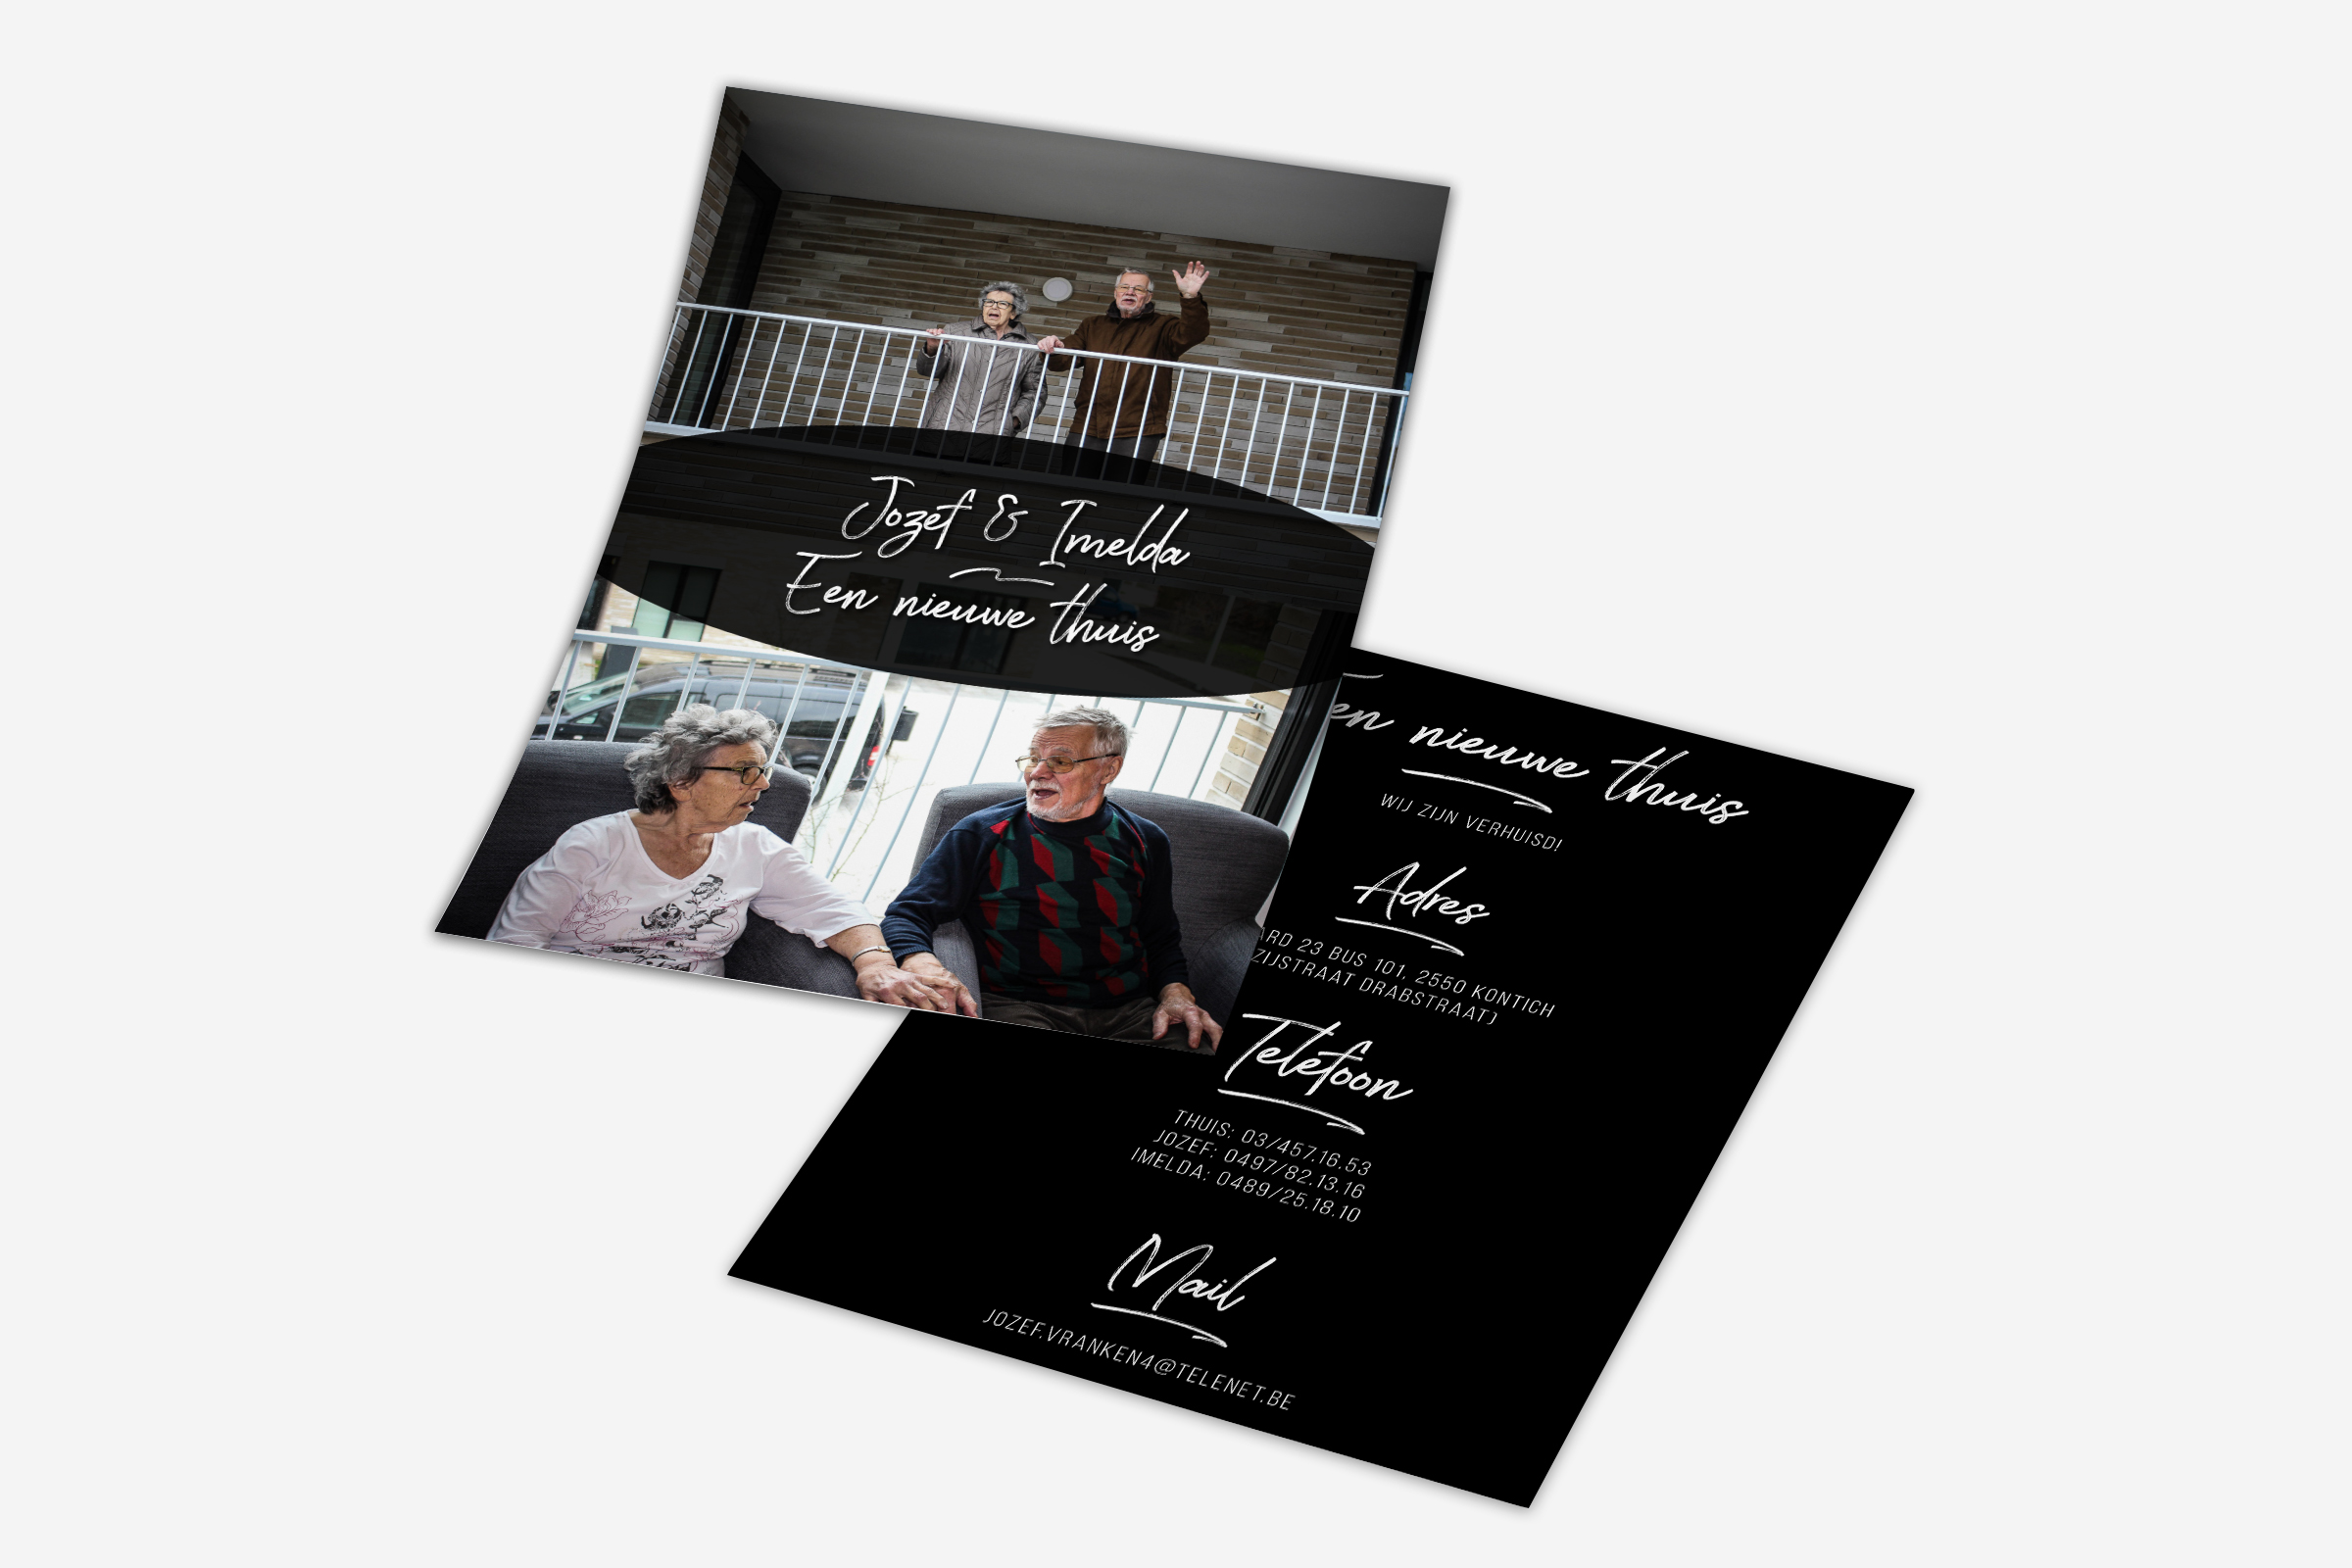 Jozef & Imelda
Een nieuwe thuis
nieuwe thuis
WIJ ZIJN VERHUISD!
Adres
23 BUS 101, 2550 KONTICH
ZIJSTRAAT DRABSTRAAT)
Telefoon
THUIS: 03/457.16.53
JOZEF: 0497/82.13.16
IMELDA: 0489/25.18.10
Mail
JOZEF.VRANKEN4@TELENET.BE